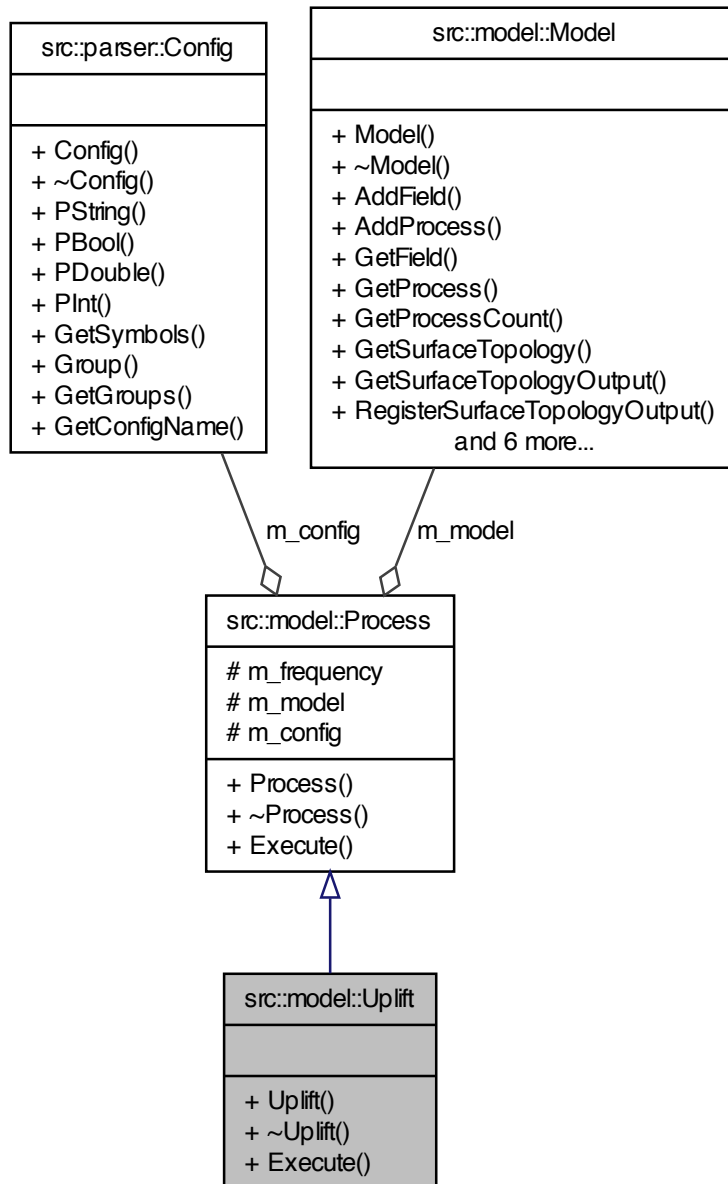 src::parser::Config
+ Config()
+ ~Config()
+ PString()
+ PBool()
+ PDouble()
+ PInt()
+ GetSymbols()
+ Group()
+ GetGroups()
+ GetConfigName()
src::model::Model
+ Model()
+ ~Model()
+ AddField()
+ AddProcess()
+ GetField()
+ GetProcess()
+ GetProcessCount()
+ GetSurfaceTopology()
+ GetSurfaceTopologyOutput()
+ RegisterSurfaceTopologyOutput()
and 6 more...
m_config
m_model
src::model::Process
# m_frequency
# m_model
# m_config
+ Process()
+ ~Process()
+ Execute()
src::model::Uplift
+ Uplift()
+ ~Uplift()
+ Execute()